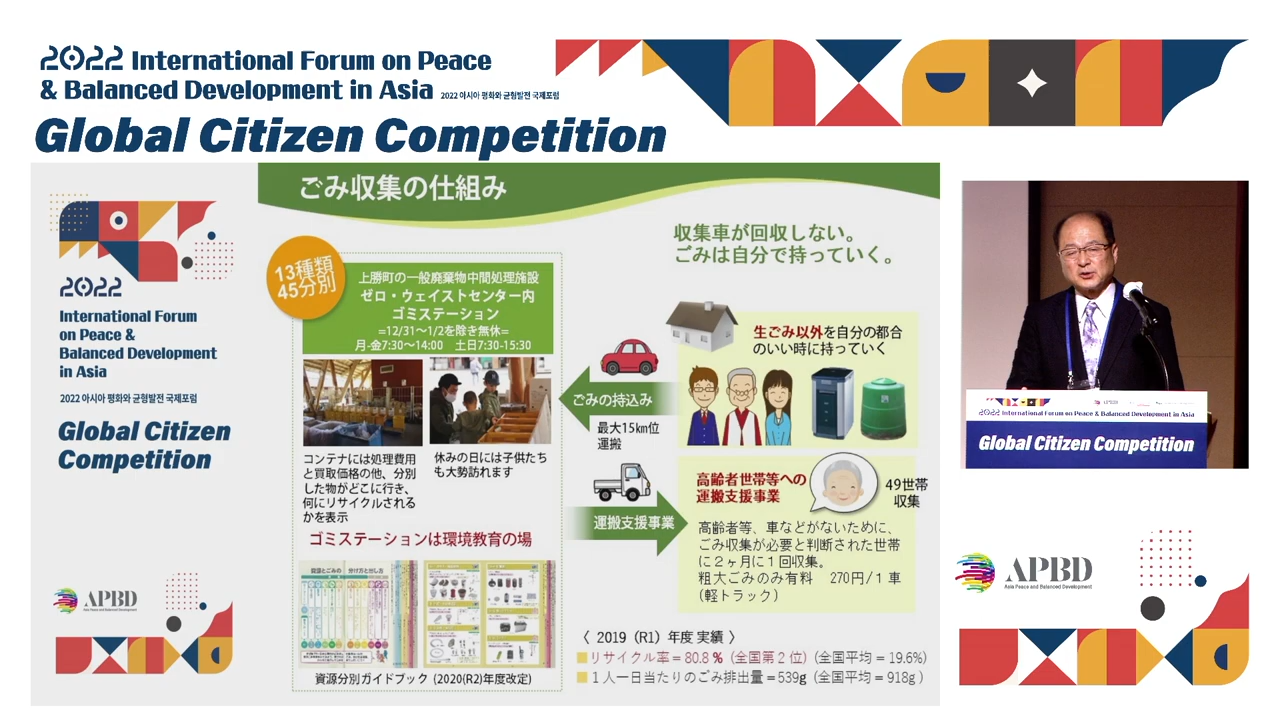 2022 International Forum on Peace
& Balanced Development in Asia 2022 아시아 평화와 균형발전 국제포럼
Global Citizen Competition
2022
International Forum
on Peace &
Balanced Development
in Asia
2022 아시아 평화와 균형발전 국제포럼
Global Citizen
Competition
APBD
Asia Peace and Balanced Development
ごみ収集の仕組み
13種類
45分別
上勝町の一般廃棄物中間処理施設
ゼロ・ウェイストセンター内
ゴミステーション
=12/31～1/2を除き無休=
月-金7:30～14:00 土日7:30-15:30
コンテナには処理費用
と買取価格の他、分別
した物がどこに行き、
何にリサイクルされる
かを表示
休みの日には子供たち
も大勢訪れます
ゴミステーションは環境教育の場
資源とごみの 分け方と出し方
資源分別ガイドブック (2020(R2)年度改定)
収集車が回収しない。
ごみは自分で持っていく。
生ごみ以外を自分の都合
のいい時に持っていく
ごみの持込み
最大15km位
運搬
運搬支援事業
高齢者世帯等への
運搬支援事業
49世帯
収集
高齢者等、車などがないために、
ごみ収集が必要と判断された世帯
に２ヶ月に１回収集。
粗大ごみのみ有料 270円/１車
(軽トラック)
〈 2019（R1）年度 実績 〉
リサイクル率＝80.8％（全国第２位）(全国平均＝19.6%)
１人一日当たりのごみ排出量＝539g（全国平均＝918g）
2022 International Forum on Peace & Balanced Development in Asia
Global Citizen Competition
APBD
Asia Peace and Balanced Development